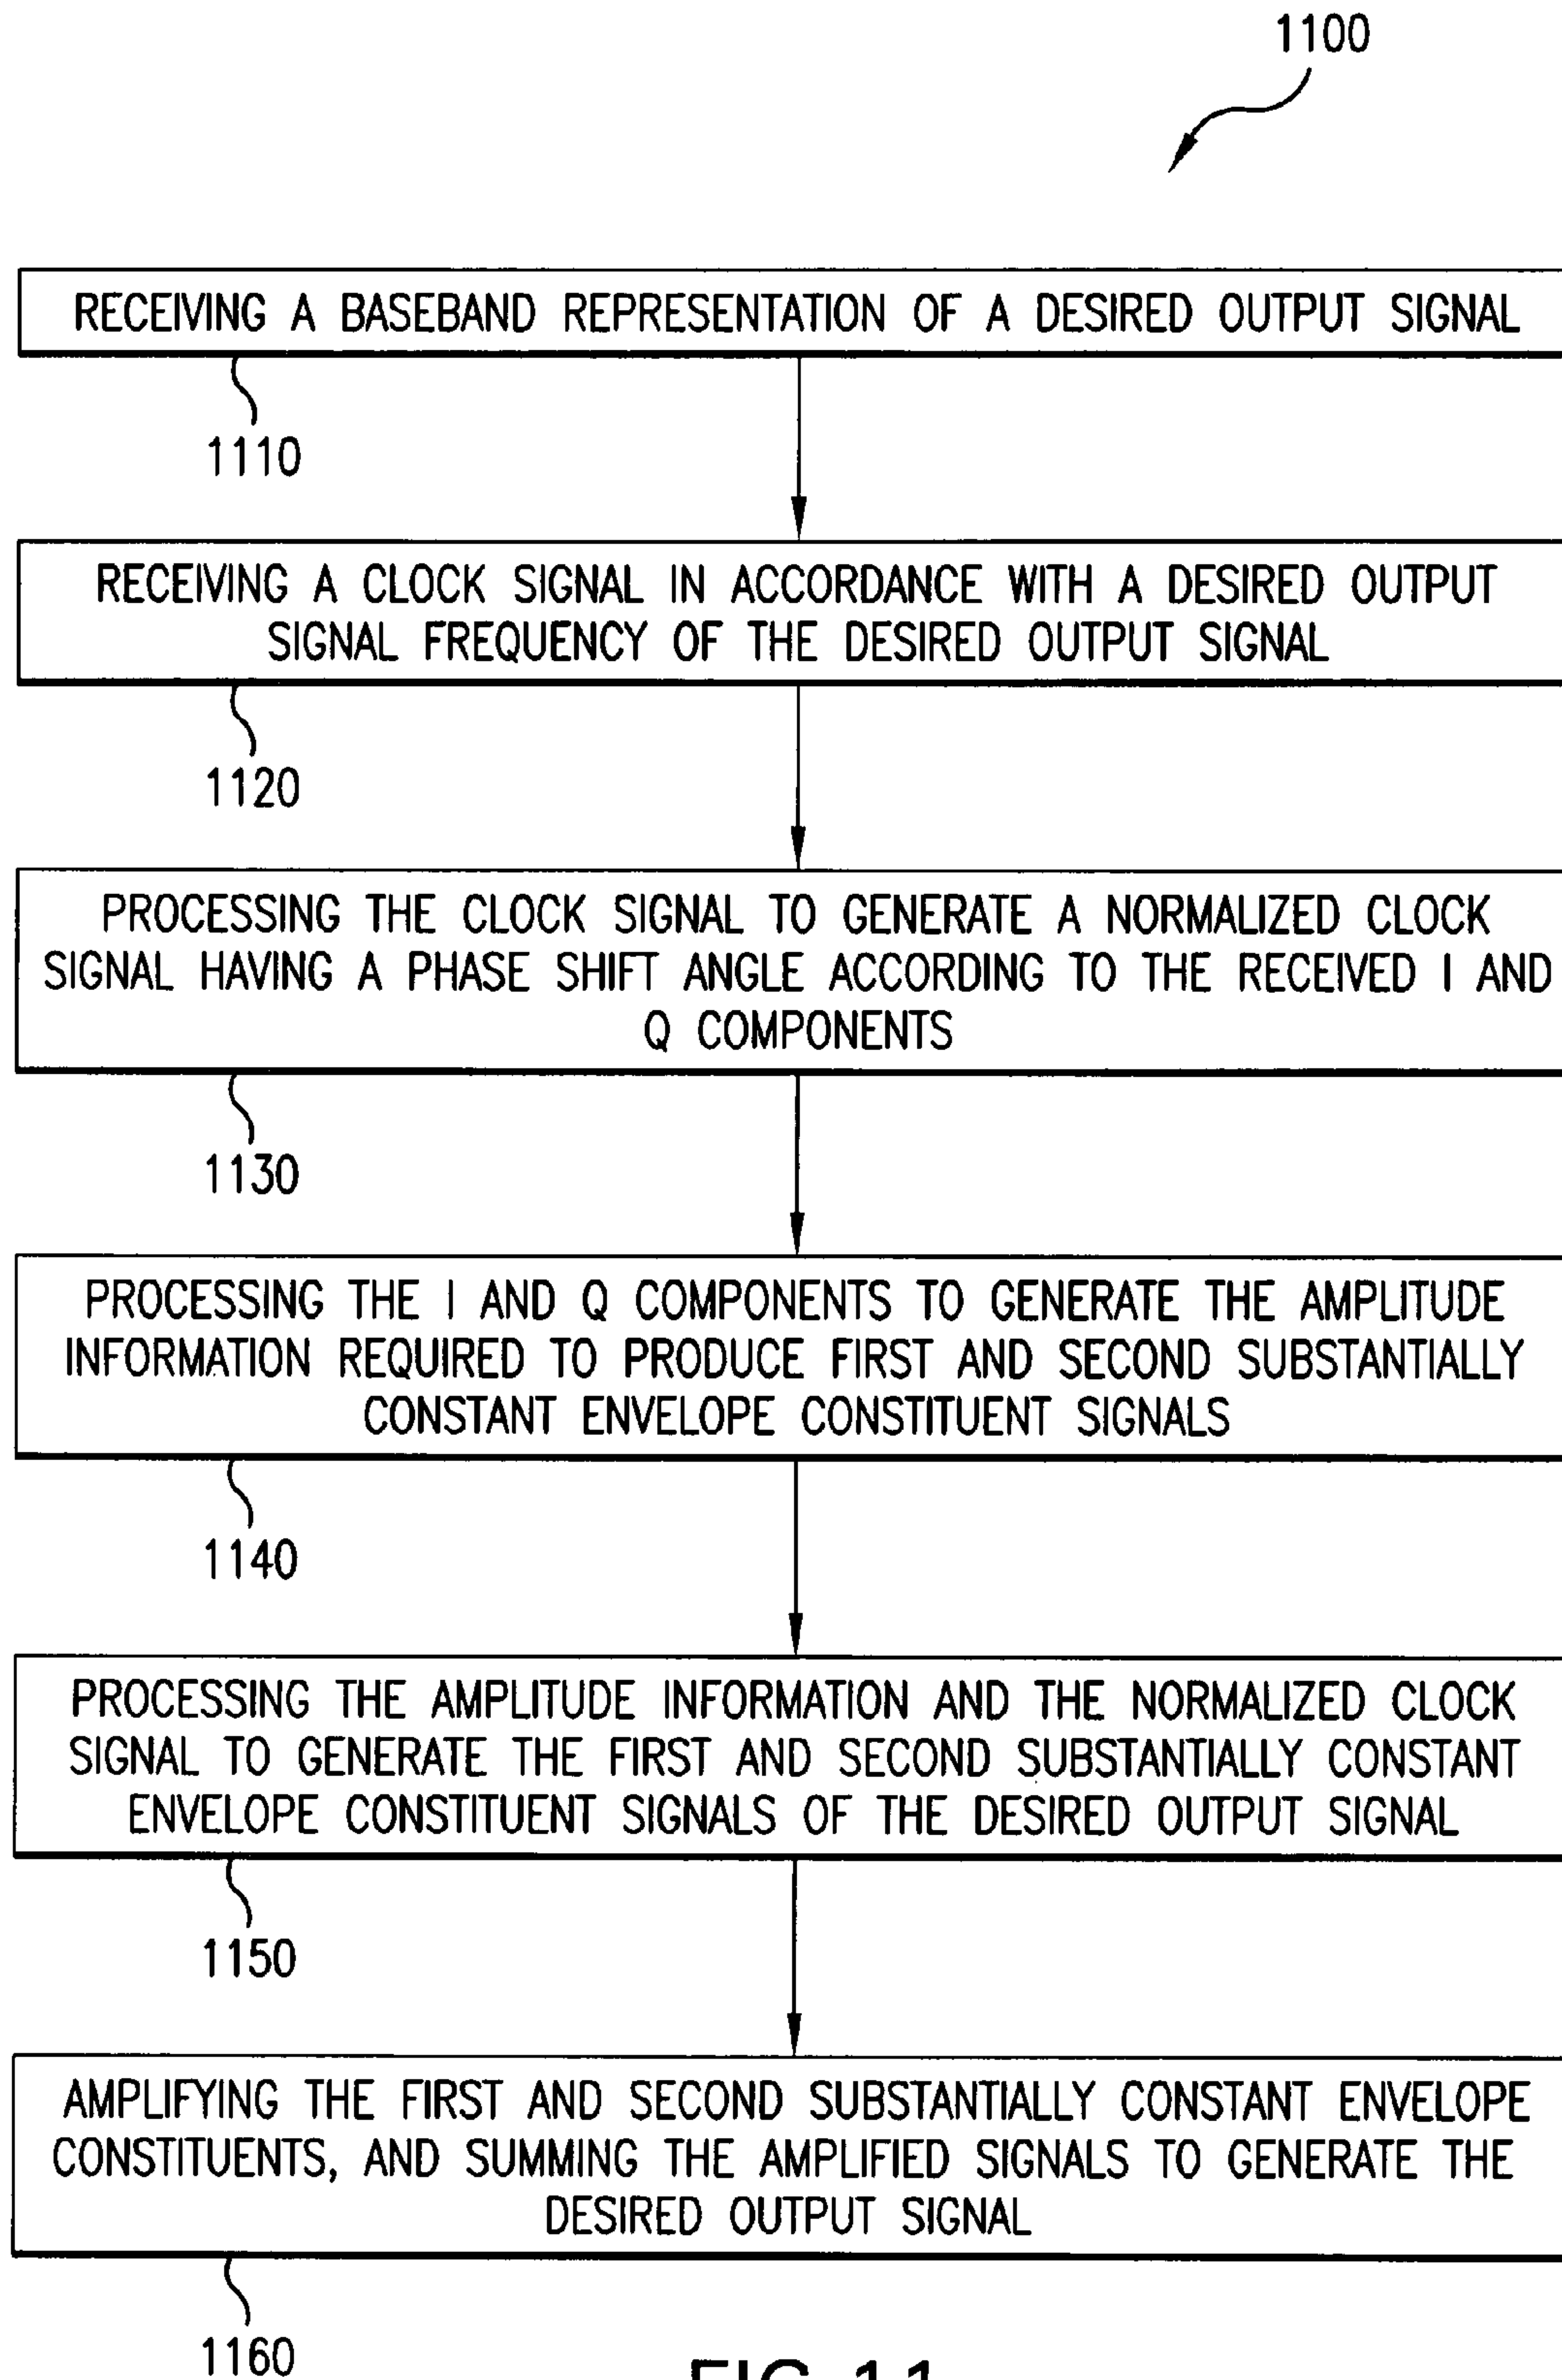 1100
RECEIVING A BASEBAND REPRESENTATION OF A DESIRED OUTPUT SIGNAL
1110
RECEIVING A CLOCK SIGNAL IN ACCORDANCE WITH A DESIRED OUTPUT
SIGNAL FREQUENCY OF THE DESIRED OUTPUT SIGNAL
1120
PROCESSING THE CLOCK SIGNAL TO GENERATE A NORMALIZED CLOCK
SIGNAL HAVING A PHASE SHIFT ANGLE ACCORDING TO THE RECEIVED I AND
Q COMPONENTS
1130
PROCESSING THE I AND Q COMPONENTS TO GENERATE THE AMPLITUDE
INFORMATION REQUIRED TO PRODUCE FIRST AND SECOND SUBSTANTIALLY
CONSTANT ENVELOPE CONSTITUENT SIGNALS
1140
PROCESSING THE AMPLITUDE INFORMATION AND THE NORMALIZED CLOCK
SIGNAL TO GENERATE THE FIRST AND SECOND SUBSTANTIALLY CONSTANT
ENVELOPE CONSTITUENT SIGNALS OF THE DESIRED OUTPUT SIGNAL
1150
AMPLIFYING THE FIRST AND SECOND SUBSTANTIALLY CONSTANT ENVELOPE
CONSTITUENTS, AND SUMMING THE AMPLIFIED SIGNALS TO GENERATE THE
DESIRED OUTPUT SIGNAL
1160
FIG. 11